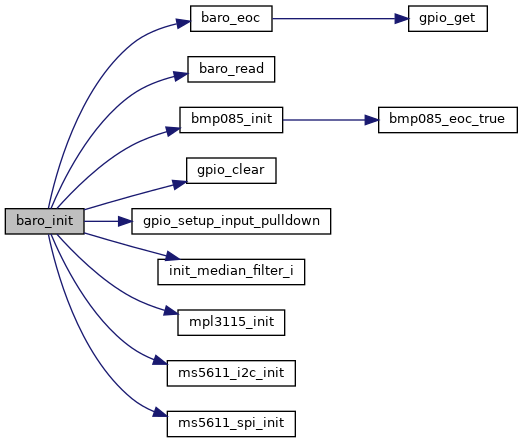 baro_eoc
gpio_get
baro_read
bmp085_init
bmp085_eoc_true
gpio_clear
baro_init
gpio_setup_input_pulldown
init_median_filter_i
mpl3115_init
ms5611_i2c_init
ms5611_spi_init